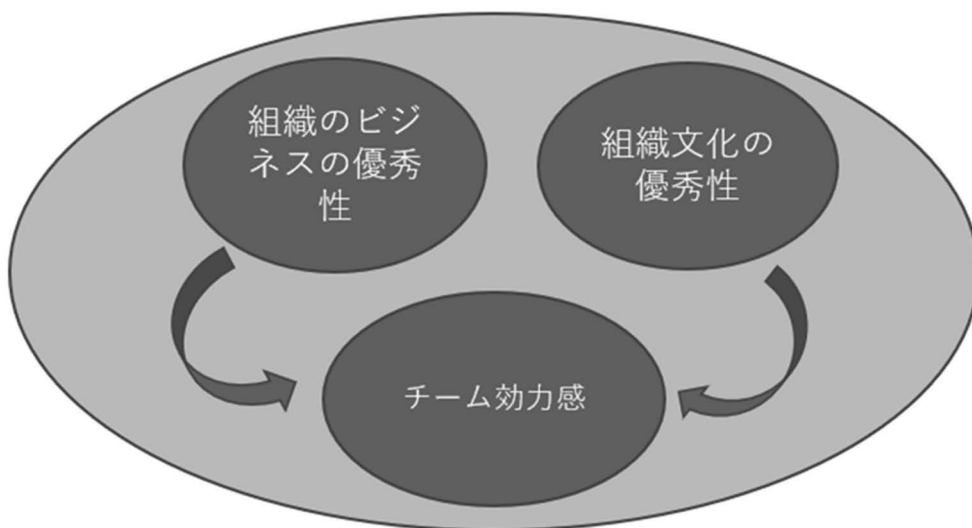 組織のビジ
ネスの優秀
性
組織文化の
優秀性
チーム効力感